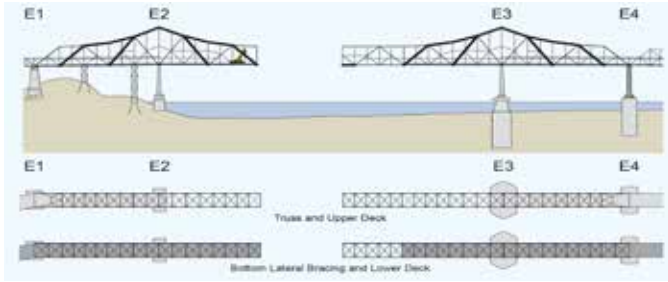 E1 E2 E3 E4
E1 E2 E3 E4
Truss and Upper Deck
Bottom Lateral Bracing and Lower Deck